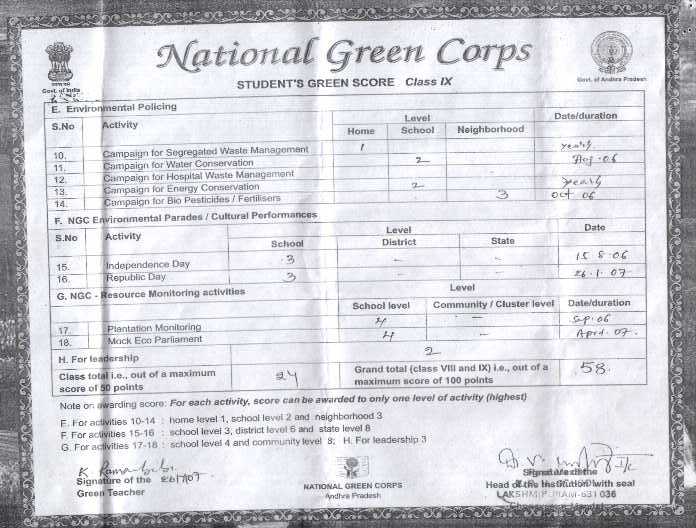 National Green Corps
Govt. of India
Govt. of Andhra Pradesh
STUDENT'S GREEN SCORE Class IX
E. Environmental Policing
S.No Activity Level Date/duration
Home School Neighborhood
10. Campaign for Segregated Waste Management 1 yearly
11. Campaign for Water Conservation 2 Aug.06
12. Campaign for Hospital Waste Management
13. Campaign for Energy Conservation 2 yearly
14. Campaign for Bio Pesticides / Fertilisers 3 Oct 06
F. NGC Environmental Parades / Cultural Performances
S.No Activity Level Date
School District State
15. Independence Day 3 - - 15.8.06
16. Republic Day 3 - - 26.1.07
G. NGC - Resource Monitoring activities Level
School level Community / Cluster level Date/duration
17. Plantation Monitoring 4 - Sep.06
18. Mock Eco Parliament 4 - April.07
H. For leadership 2
Class total i.e., out of a maximum score of 50 points 24 Grand total (class VIII and IX) i.e., out of a maximum score of 100 points 58.
Note on awarding score: For each activity, score can be awarded to only one level of activity (highest)
E. For activities 10-14 : home level 1, school level 2 and neighborhood 3
F. For activities 15-16 : school level 3, district level 6 and state level 8
G. For activities 17-18 : school level 4 and community level 8; H. For leadership 3
Signature of the
Green Teacher
NATIONAL GREEN CORPS
Andhra Pradesh
Signature of the
Head of the Institution with seal
LAKSHMIPURAM-631 036